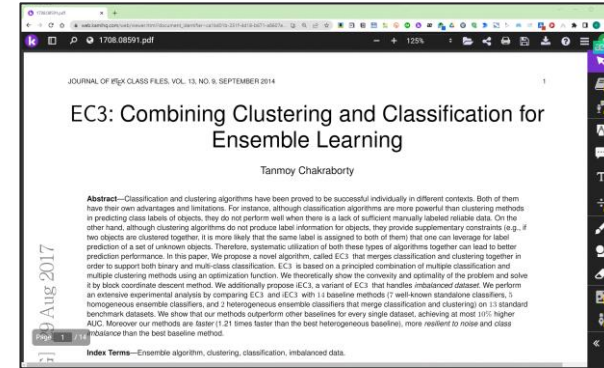 1708.08591.pdf
125%
JOURNAL OF LATEX CLASS FILES, VOL. 13, NO. 9, SEPTEMBER 2014 1
EC3: Combining Clustering and Classification for
Ensemble Learning
Tanmoy Chakraborty
Abstract—Classification and clustering algorithms have been proved to be successful individually in different contexts. Both of them
have their own advantages and limitations. For instance, although classification algorithms are more powerful than clustering methods
in predicting class labels of objects, they do not perform well when there is a lack of sufficient manually labeled reliable data. On the
other hand, although clustering algorithms do not produce label information for objects, they provide supplementary constraints (e.g., if
two objects are clustered together, it is more likely that the same label is assigned to both of them) that one can leverage for label
prediction of a set of unknown objects. Therefore, systematic utilization of both these types of algorithms together can lead to better
prediction performance. In this paper, We propose a novel algorithm, called EC3 that merges classification and clustering together in
order to support both binary and multi-class classification. EC3 is based on a principled combination of multiple classification and
multiple clustering methods using an optimization function. We theoretically show the convexity and optimality of the problem and solve
it by block coordinate descent method. We additionally propose iEC3, a variant of EC3 that handles imbalanced dataset. We perform
an extensive experimental analysis by comparing EC3 and iEC3 with 14 baseline methods (7 well-known standalone classifiers, 5
homogeneous ensemble classifiers, and 2 heterogeneous ensemble classifiers that merge classification and clustering) on 13 standard
benchmark datasets. We show that our methods outperform other baselines for every single dataset, achieving at most 10% higher
AUC. Moreover our methods are faster (1.21 times faster than the best heterogeneous baseline), more resilient to noise and class
imbalance than the best baseline method.
Index Terms—Ensemble algorithm, clustering, classification, imbalanced data.
9 Aug 2017
Page 1 / 14